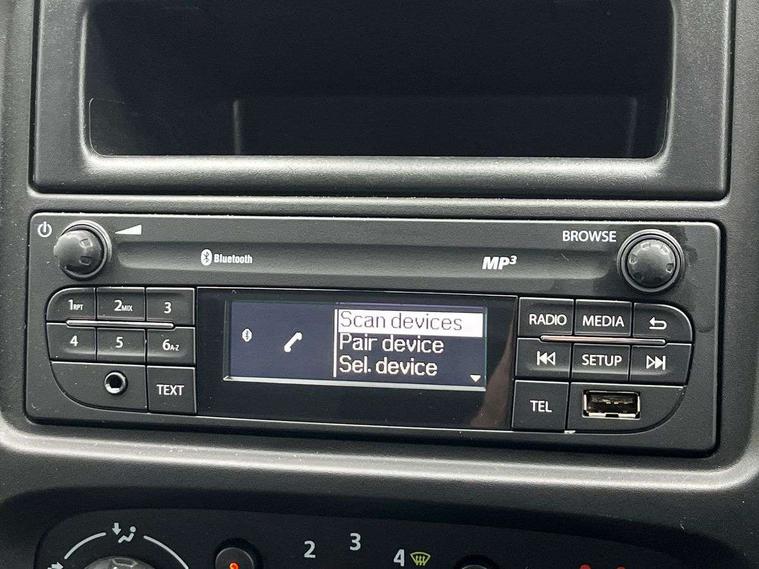 BROWSE
Bluetooth
MP3
1RPT 2MIX 3
4 5 6A-Z
TEXT
Scan devices
Pair device
Sel. device
RADIO MEDIA
SETUP
TEL
2 3 4